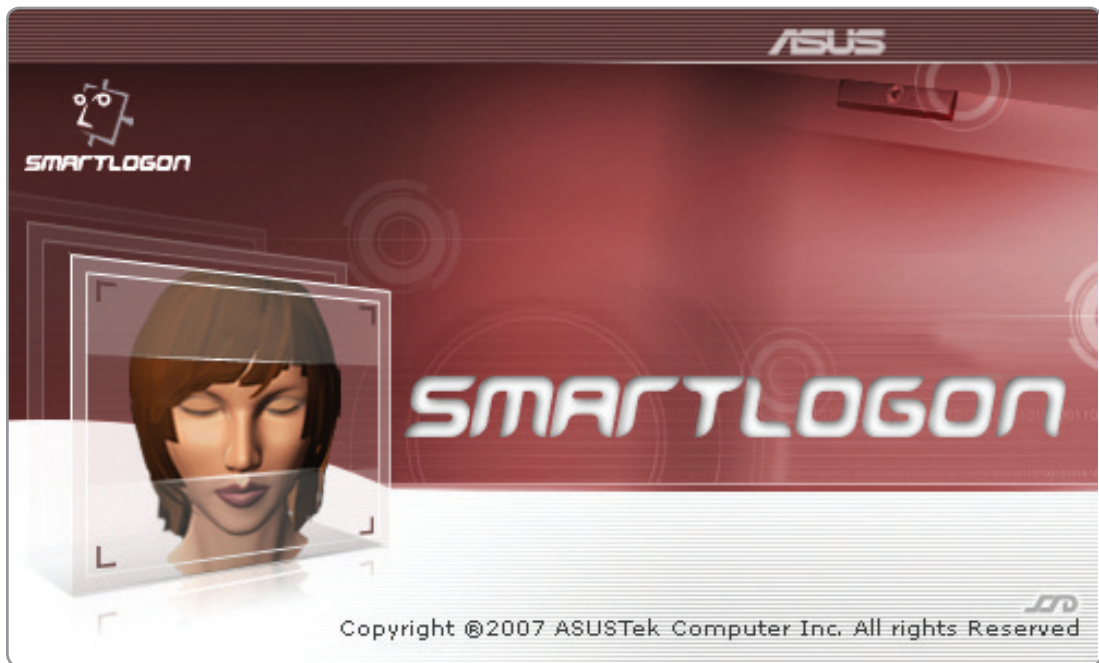 ASUS
SMARTLOGON
SMARTLOGON
Copyright ®2007 ASUSTek Computer Inc. All rights Reserved